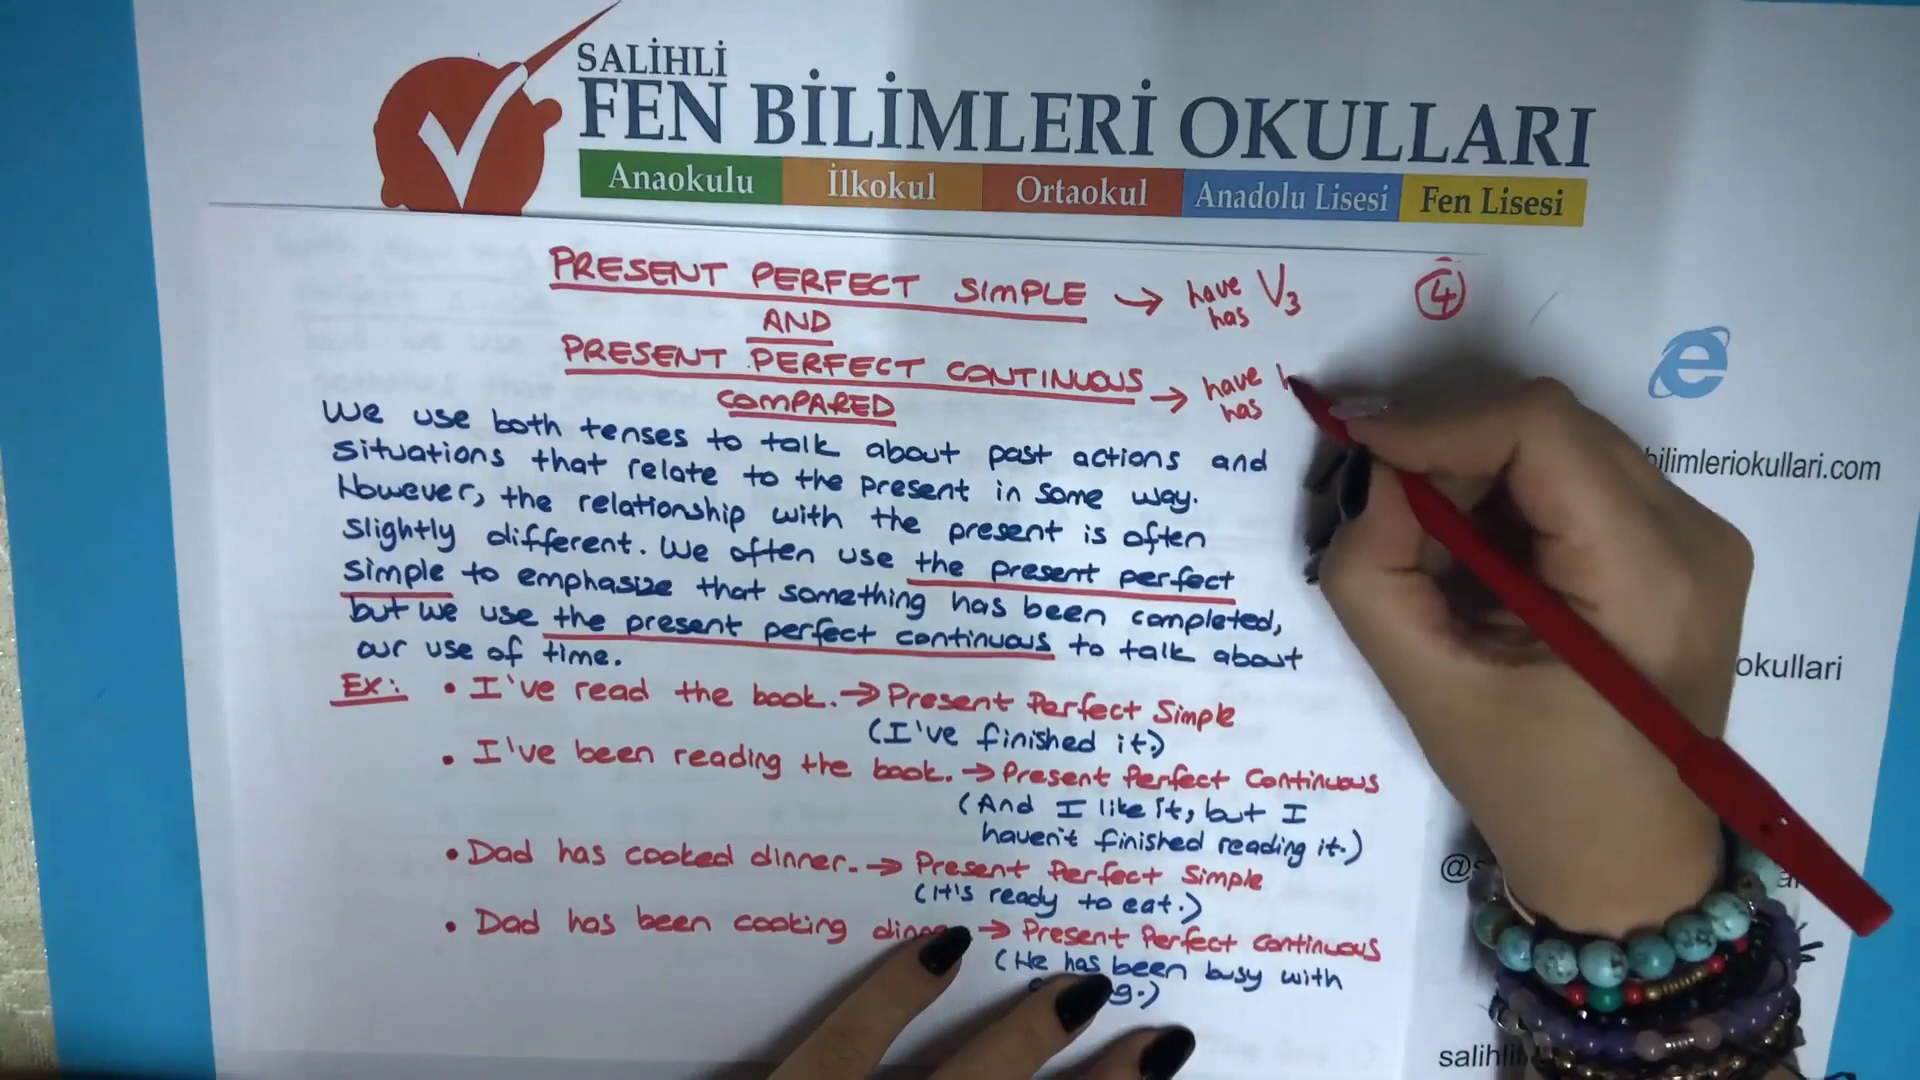 SALİHLİ
FEN BİLİMLERİ OKULLARI
Anaokulu İlkokul Ortaokul Anadolu Lisesi Fen Lisesi
PRESENT PERFECT SIMPLE → have V3 4
has
AND
PRESENT PERFECT CONTINUOUS → have
has
COMPARED
We use both tenses to talk about past actions and
situations that relate to the present in some way.
However, the relationship with the present is often
slightly different. We often use the present perfect
simple to emphasize that something has been completed,
but we use the present perfect continuous to talk about
our use of time.
Ex: • I've read the book. → Present Perfect Simple
(I've finished it.)
• I've been reading the book. → Present Perfect Continuous
(And I like it, but I
haven't finished reading it.)
• Dad has cooked dinner. → Present Perfect Simple
(It's ready to eat.)
• Dad has been cooking → Present Perfect Continuous
(He has been busy with
bilimleriokullari.com
okullari
salihli